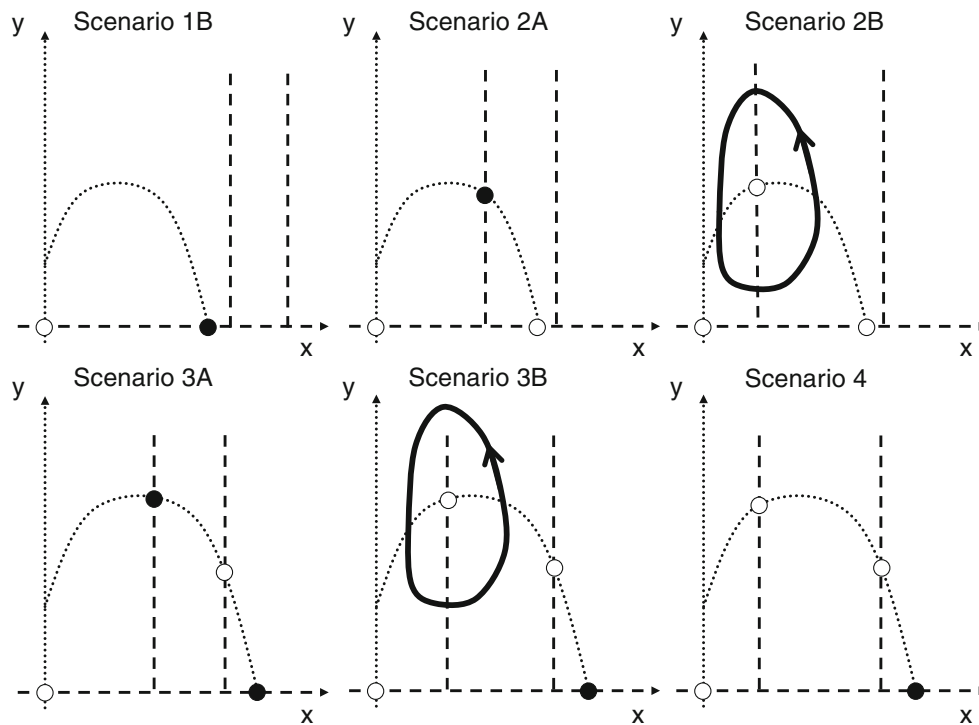 y Scenario 1B
y Scenario 2A
y Scenario 2B
x
x
x
y Scenario 3A
y Scenario 3B
y Scenario 4
x
x
x